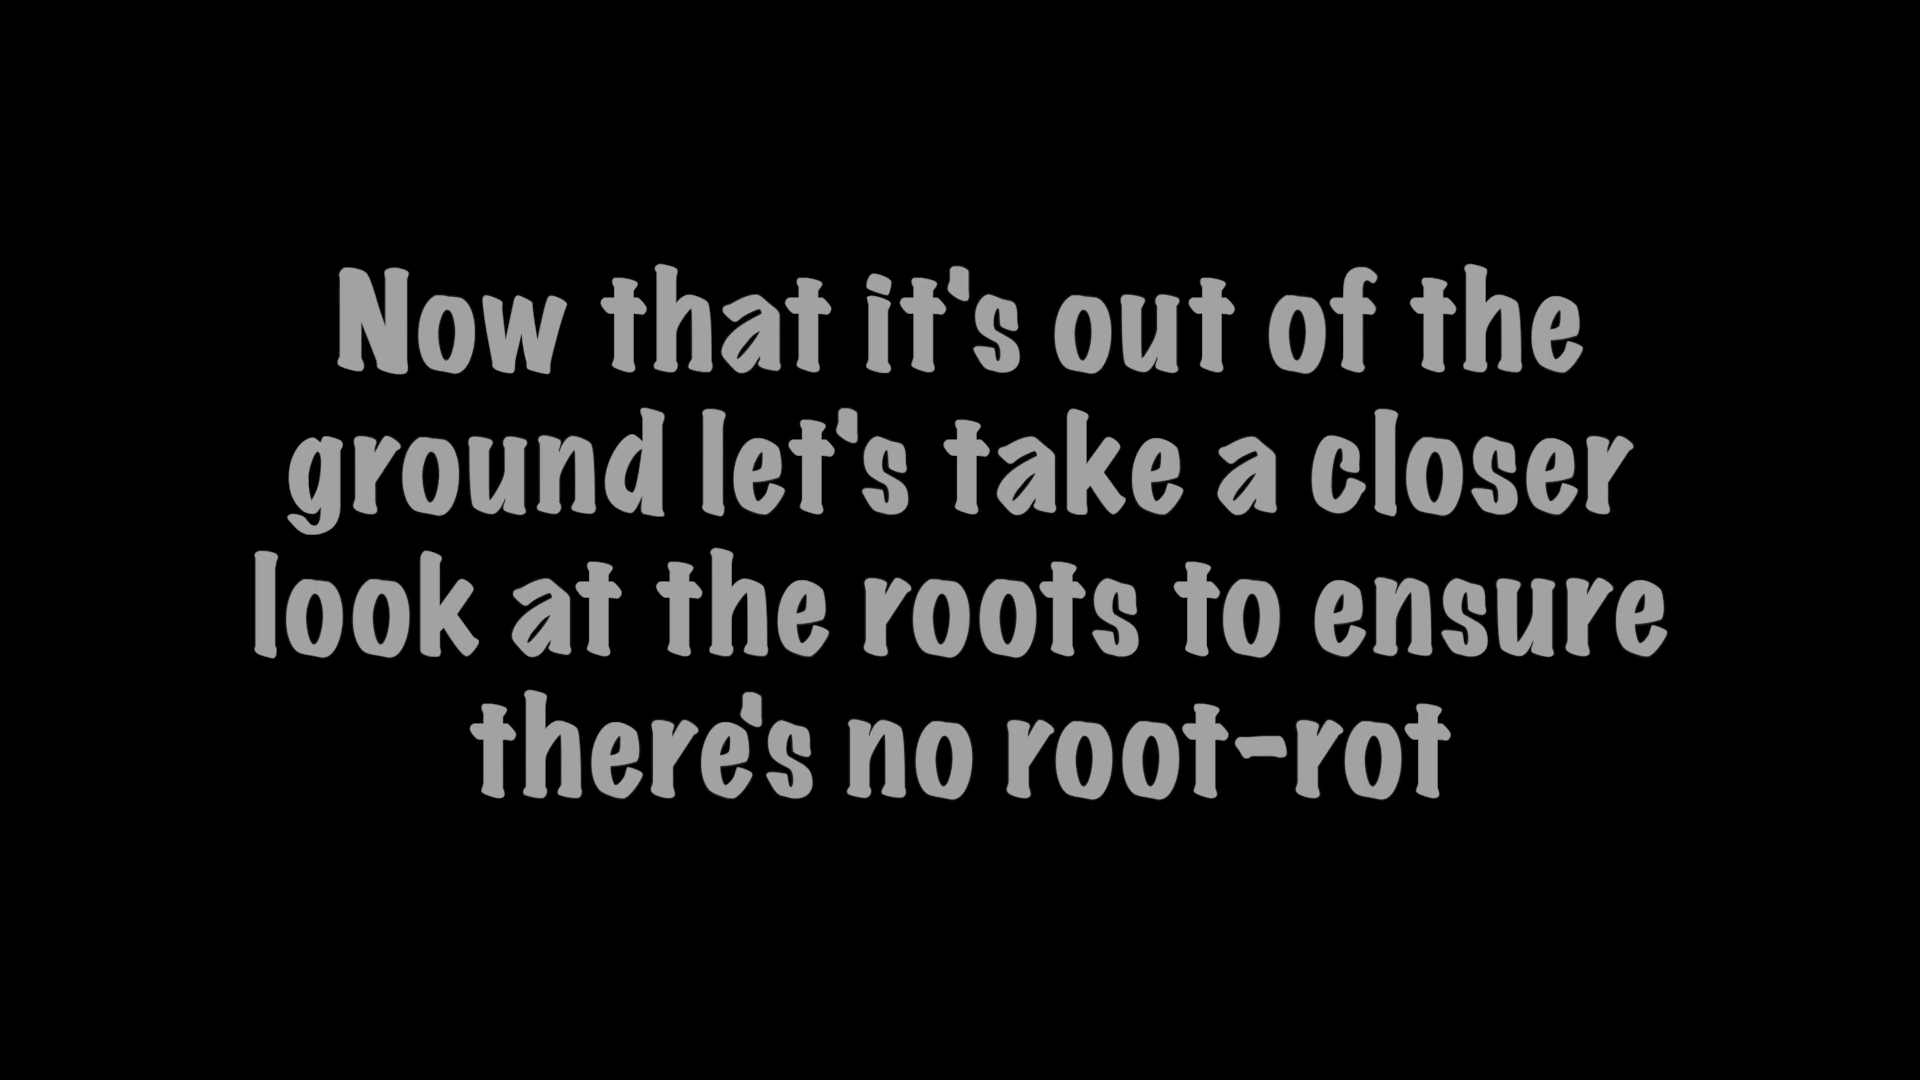 Now that it's out of the
ground let's take a closer
look at the roots to ensure
there's no root-rot